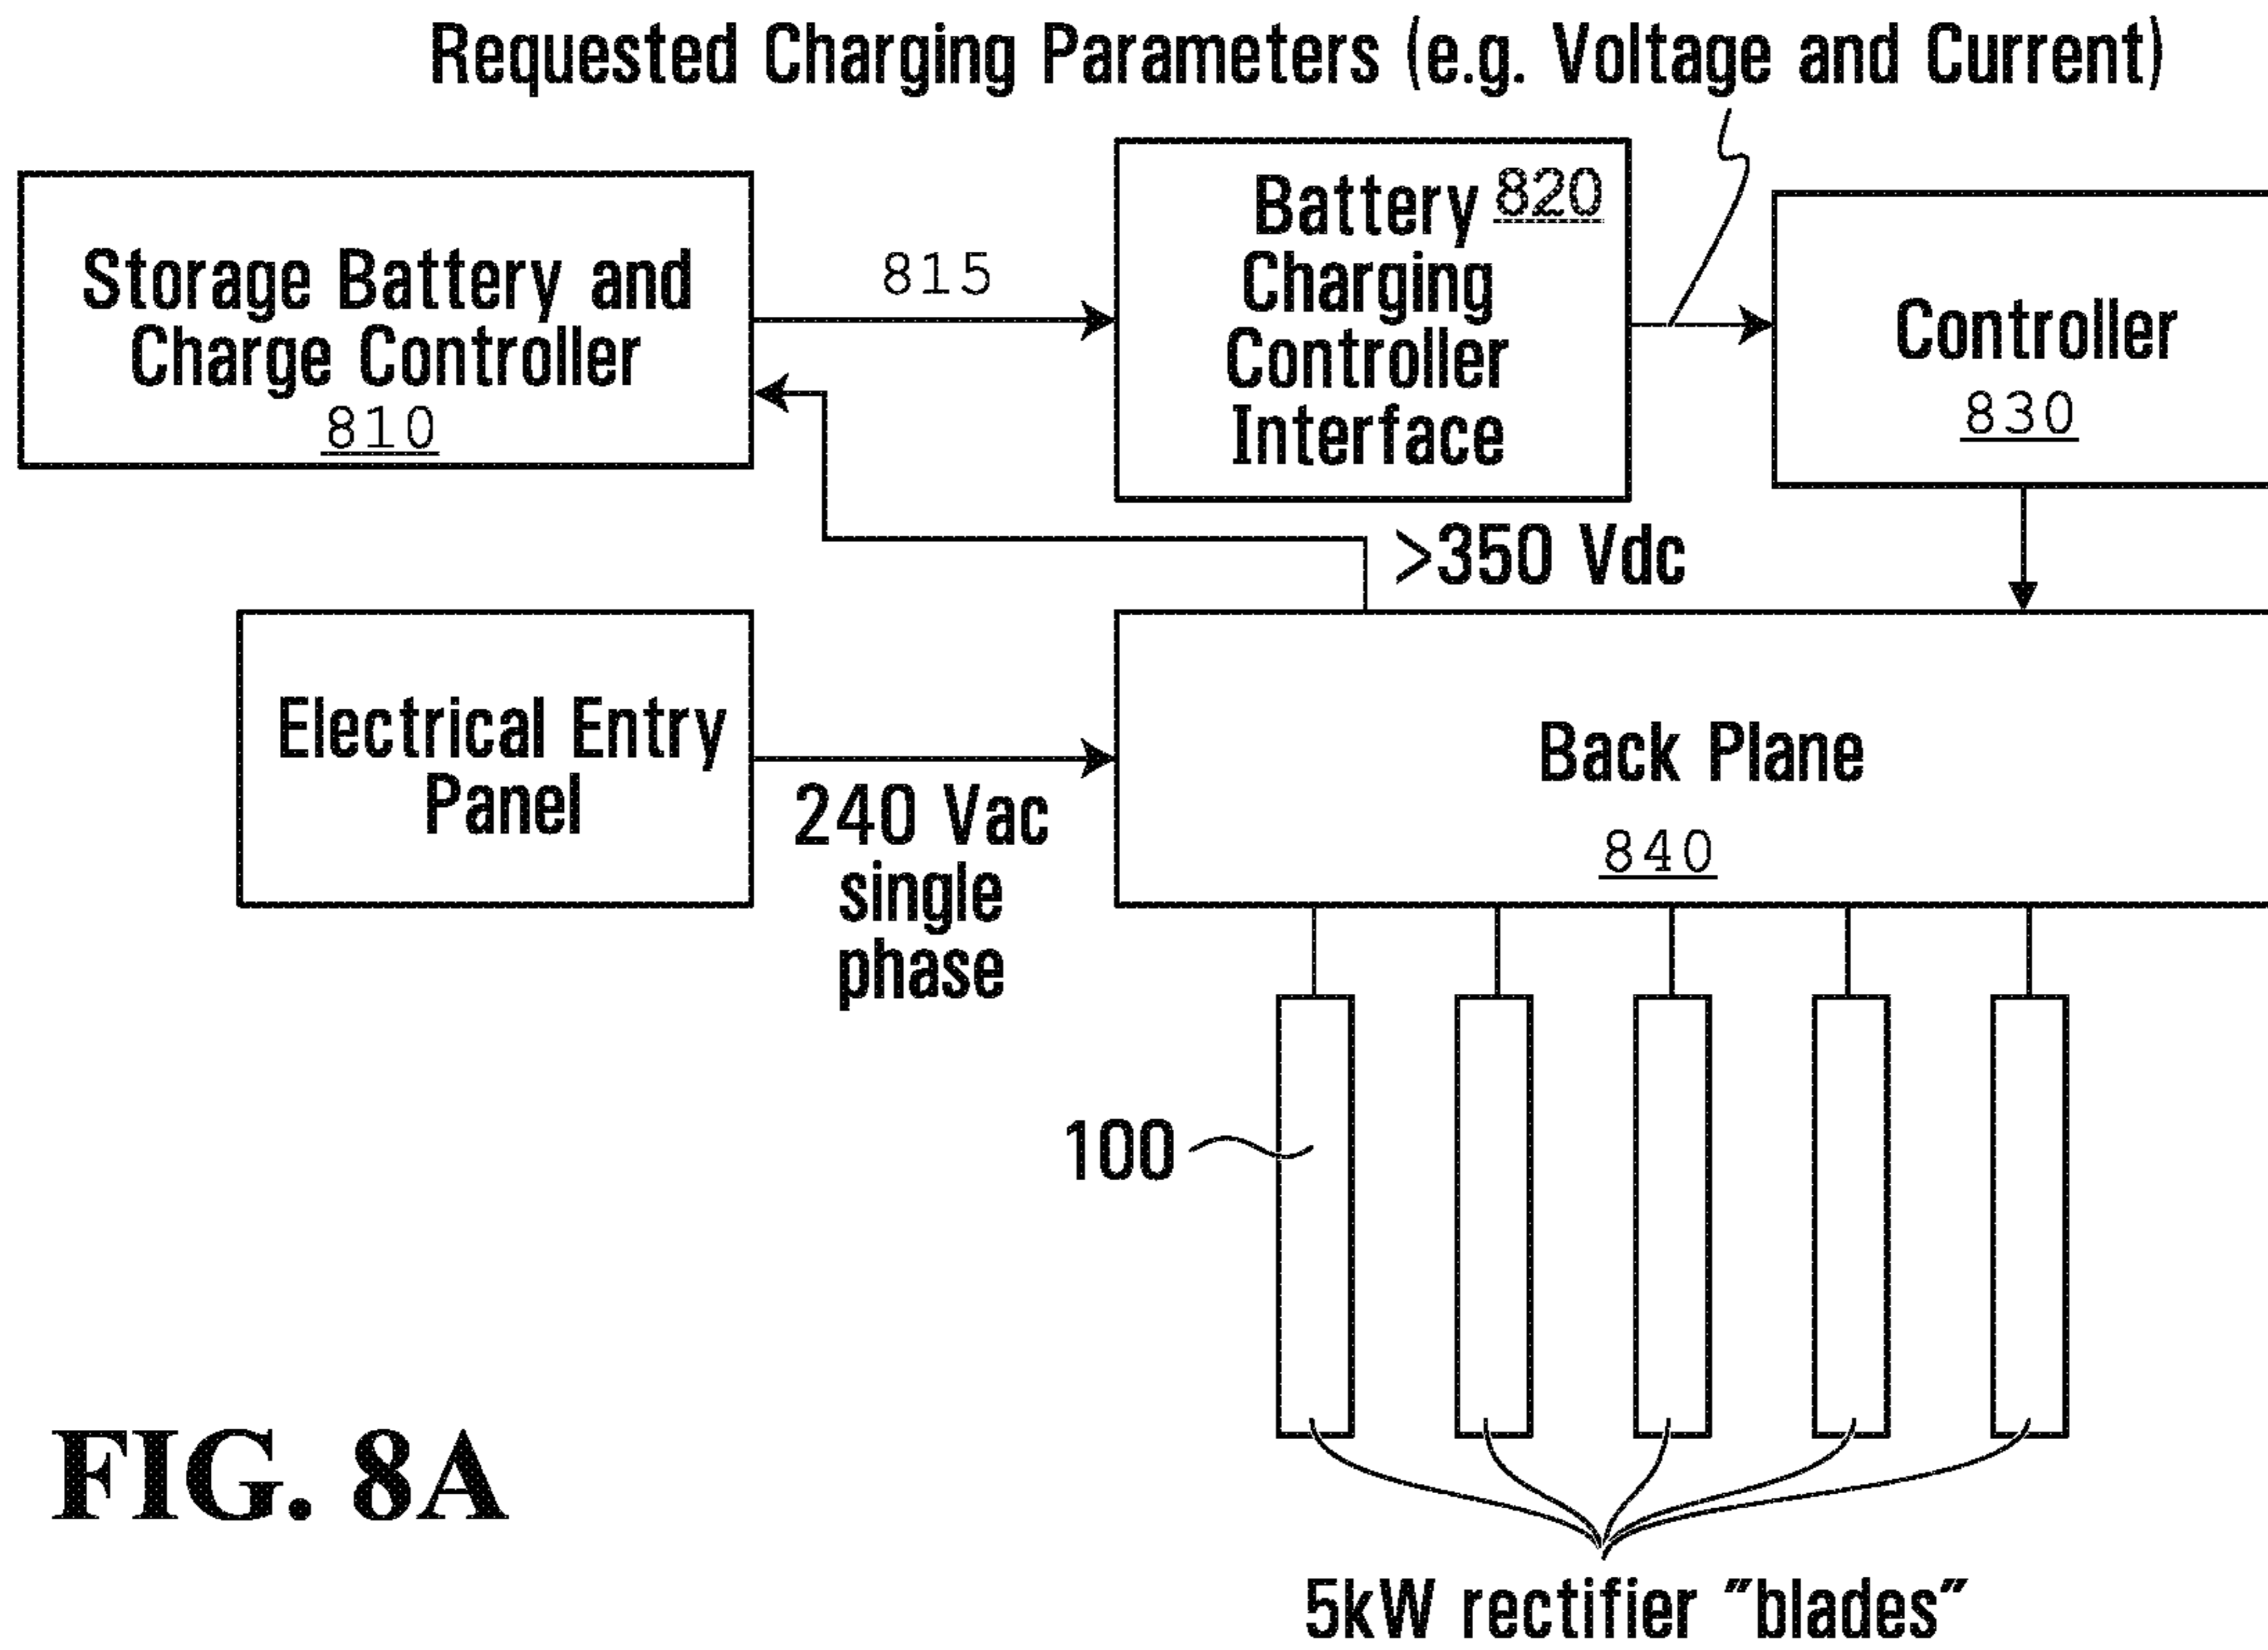 Requested Charging Parameters (e.g. Voltage and Current)
Storage Battery and
Charge Controller
810
815
Battery 820
Charging
Controller
Interface
Controller
830
>350 Vdc
Electrical Entry
Panel
240 Vac
single
phase
Back Plane
840
100
FIG. 8A
5kW rectifier "blades"